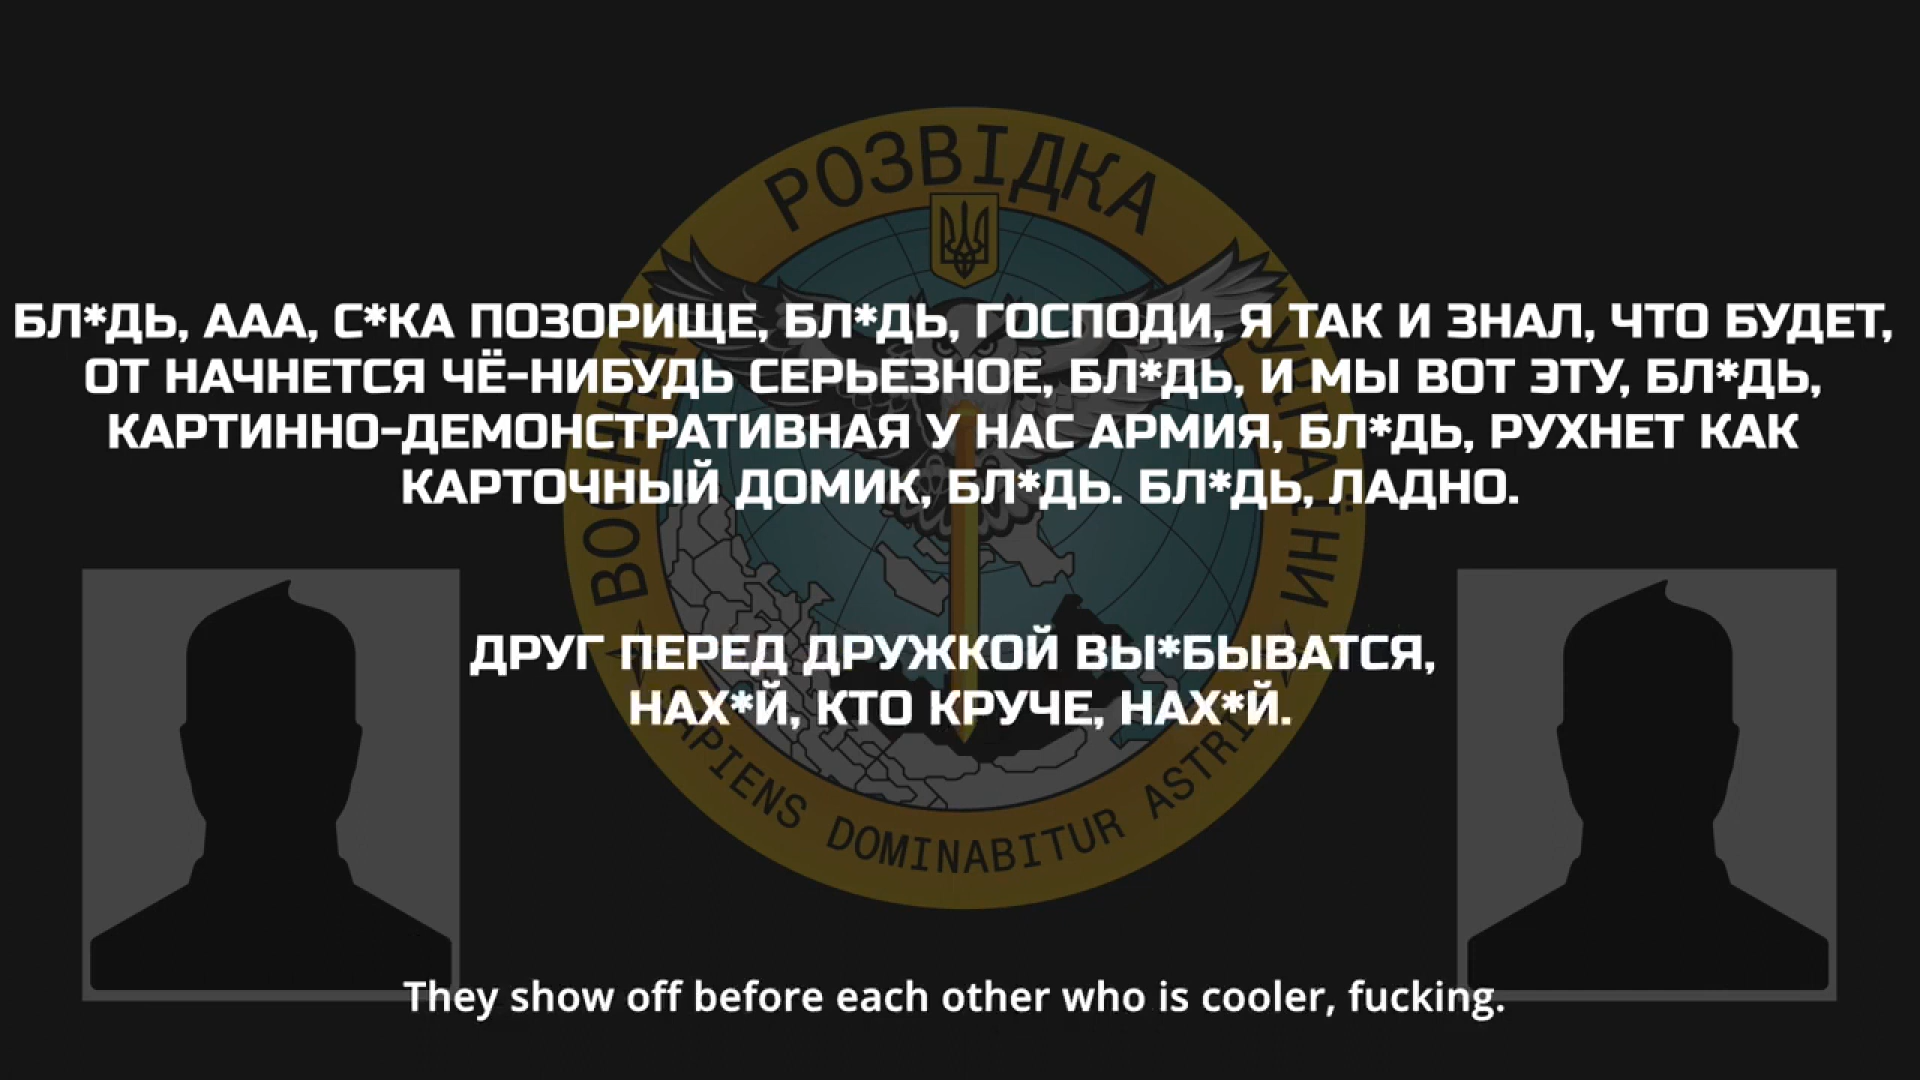 РОЗВІДКА
ВОЄННА
УКРАЇНИ
БЛ*ДЬ, ААА, С*КА ПОЗОРИЩЕ, БЛ*ДЬ, ГОСПОДИ, Я ТАК И ЗНАЛ, ЧТО БУДЕТ,
ОТ НАЧНЕТСЯ ЧЁ-НИБУДЬ СЕРЬЕЗНОЕ, БЛ*ДЬ, И МЫ ВОТ ЭТУ, БЛ*ДЬ,
КАРТИННО-ДЕМОНСТРАТИВНАЯ У НАС АРМИЯ, БЛ*ДЬ, РУХНЕТ КАК
КАРТОЧНЫЙ ДОМИК, БЛ*ДЬ. БЛ*ДЬ, ЛАДНО.
ДРУГ ПЕРЕД ДРУЖКОЙ ВЫ*БЫВАТСЯ,
НАХ*Й, КТО КРУЧЕ, НАХ*Й.
SAPIENS DOMINABITUR ASTRIS
They show off before each other who is cooler, fucking.